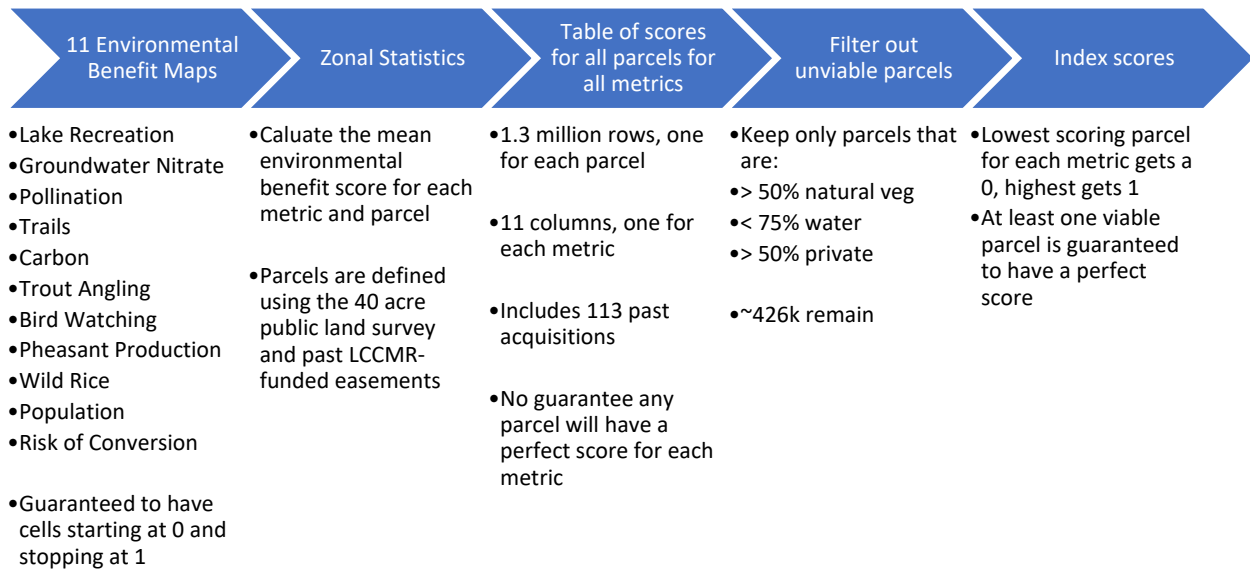 11 Environmental
Benefit Maps
•Lake Recreation
•Groundwater Nitrate
•Pollination
•Trails
•Carbon
•Trout Angling
•Bird Watching
•Pheasant Production
•Wild Rice
•Population
•Risk of Conversion
•Guaranteed to have
cells starting at 0 and
stopping at 1
Zonal Statistics
•Caluate the mean
environmental
benefit score for each
metric and parcel
•Parcels are defined
using the 40 acre
public land survey
and past LCCMR-
funded easements
Table of scores
for all parcels for
all metrics
•1.3 million rows, one
for each parcel
•11 columns, one for
each metric
•Includes 113 past
acquisitions
•No guarantee any
parcel will have a
perfect score for each
metric
Filter out
unviable parcels
•Keep only parcels that
are:
•> 50% natural veg
•< 75% water
•> 50% private
•~426k remain
Index scores
•Lowest scoring parcel
for each metric gets a
0, highest gets 1
•At least one viable
parcel is guaranteed
to have a perfect
score